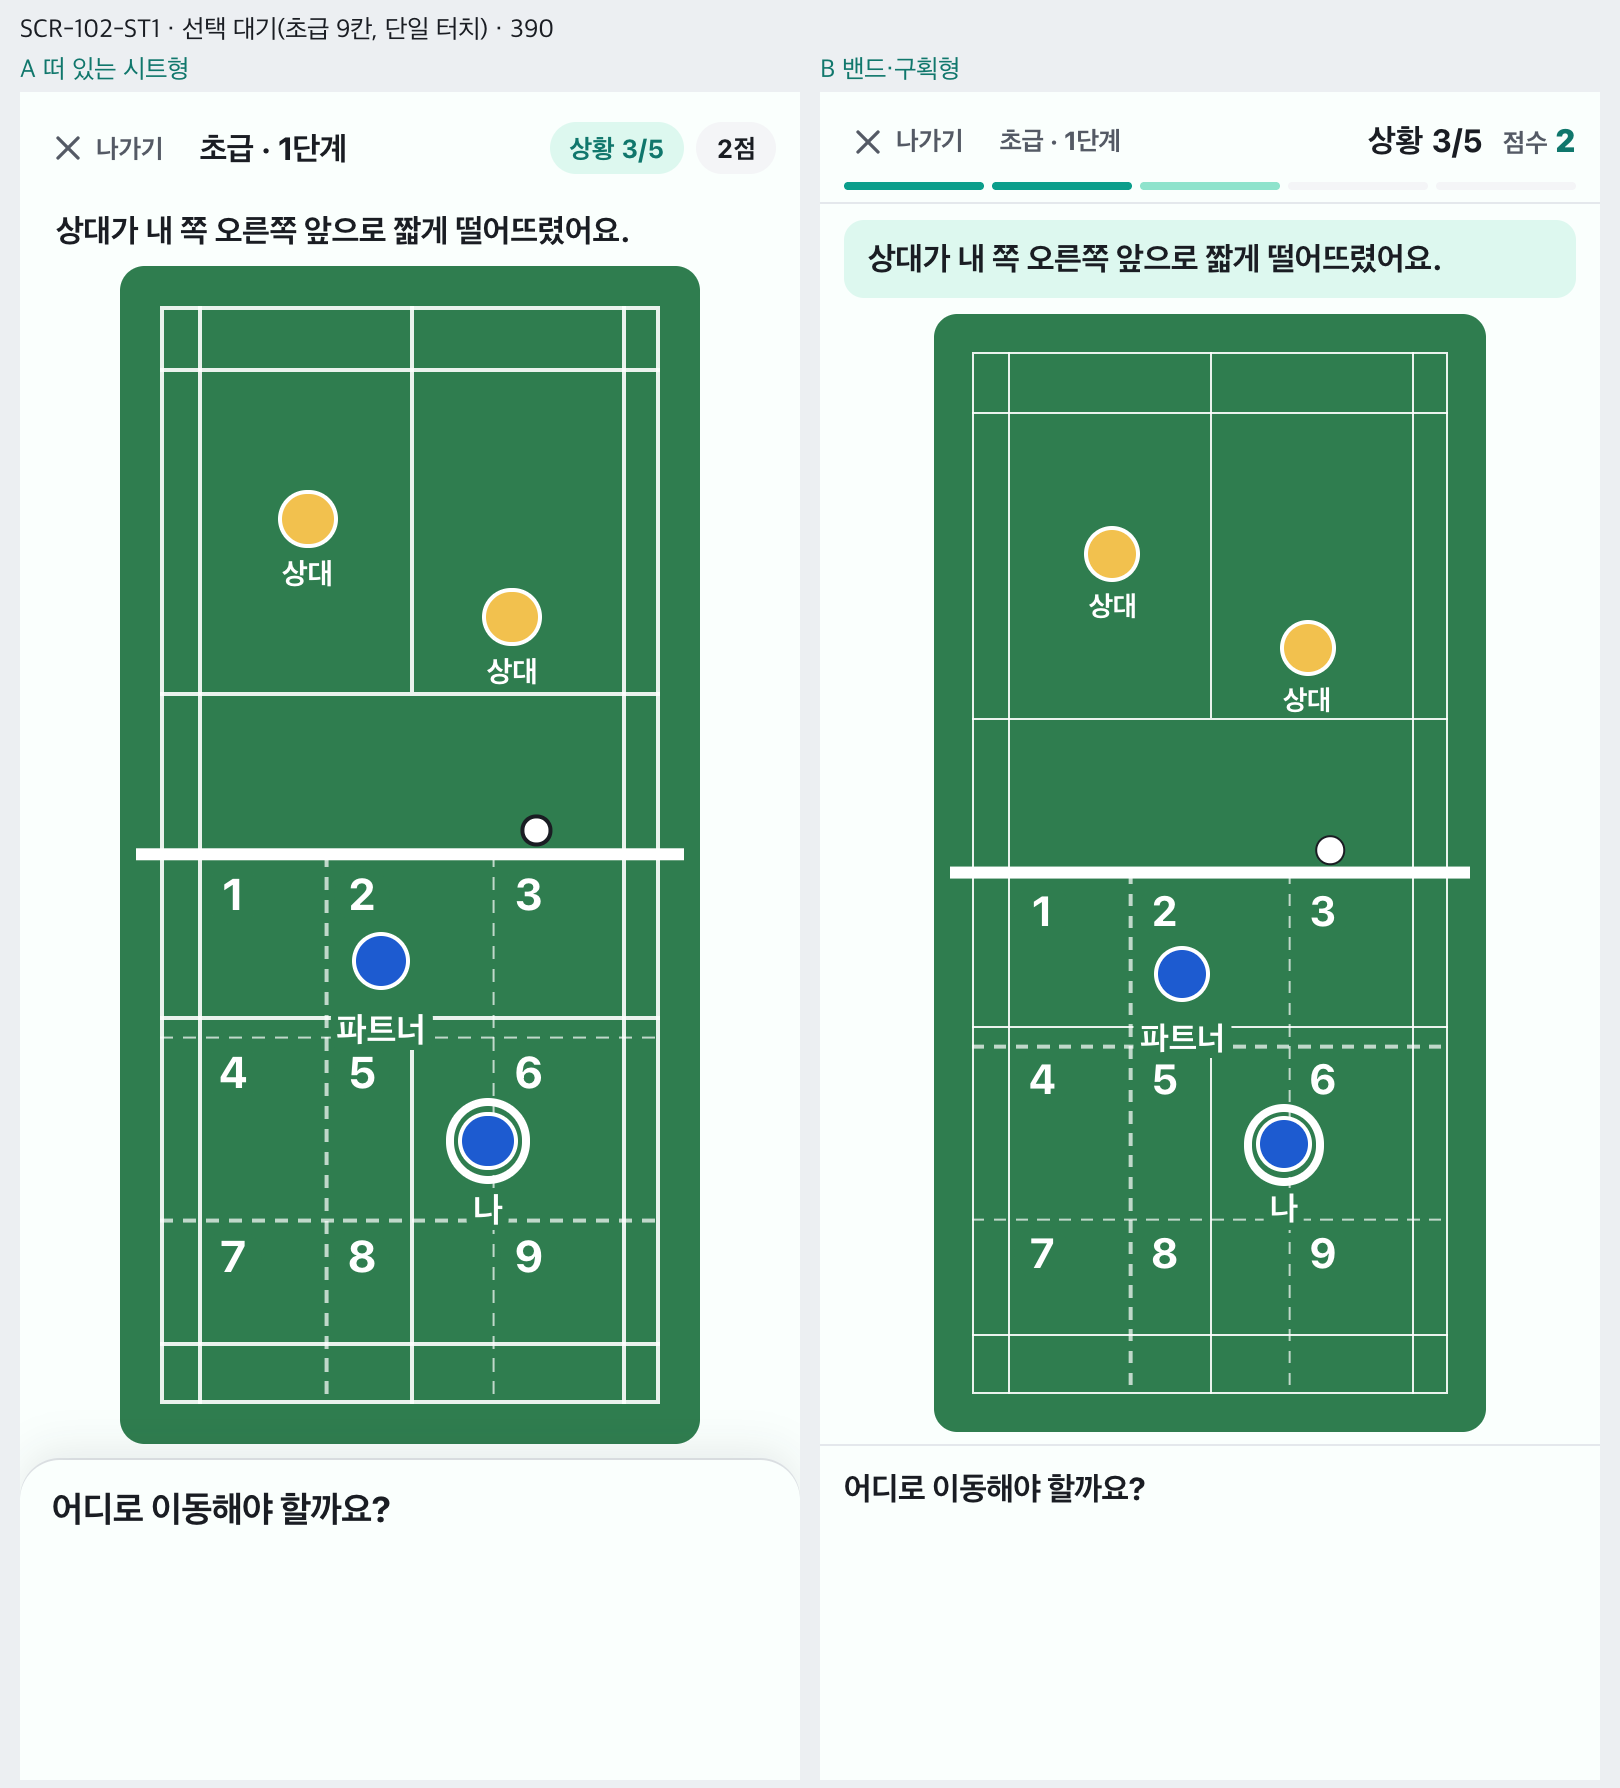 SCR-102-ST1 · 선택 대기(초급 9칸, 단일 터치) · 390
A 떠 있는 시트형
나가기 초급 · 1단계 상황 3/5 2점
상대가 내 쪽 오른쪽 앞으로 짧게 떨어뜨렸어요.
상대
상대
1 2 3
파트너
4 5 6
나
7 8 9
어디로 이동해야 할까요?
B 밴드·구획형
나가기 초급 · 1단계 상황 3/5 점수 2
상대가 내 쪽 오른쪽 앞으로 짧게 떨어뜨렸어요.
상대
상대
1 2 3
파트너
4 5 6
나
7 8 9
어디로 이동해야 할까요?